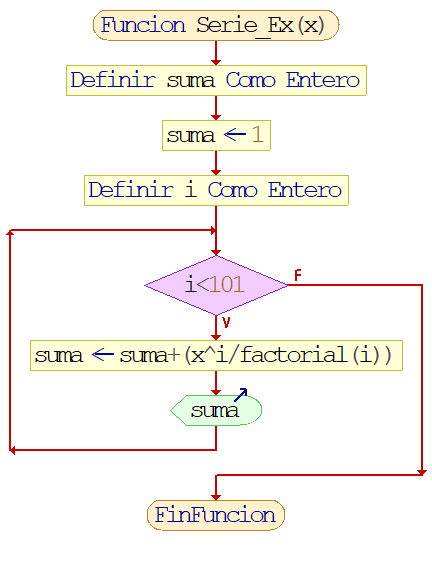 Funcion Serie_Ex(x)
Definir suma Como Entero
suma ← 1
Definir i Como Entero
i<101
F
V
suma ← suma+(x^i/factorial(i))
suma
FinFuncion